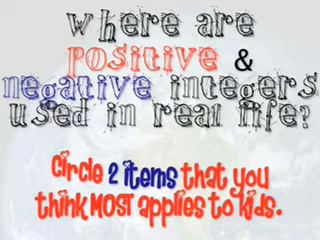 where are
positive &
negative integers
used in real life?
Circle 2 items that you
think MOST applies to kids.